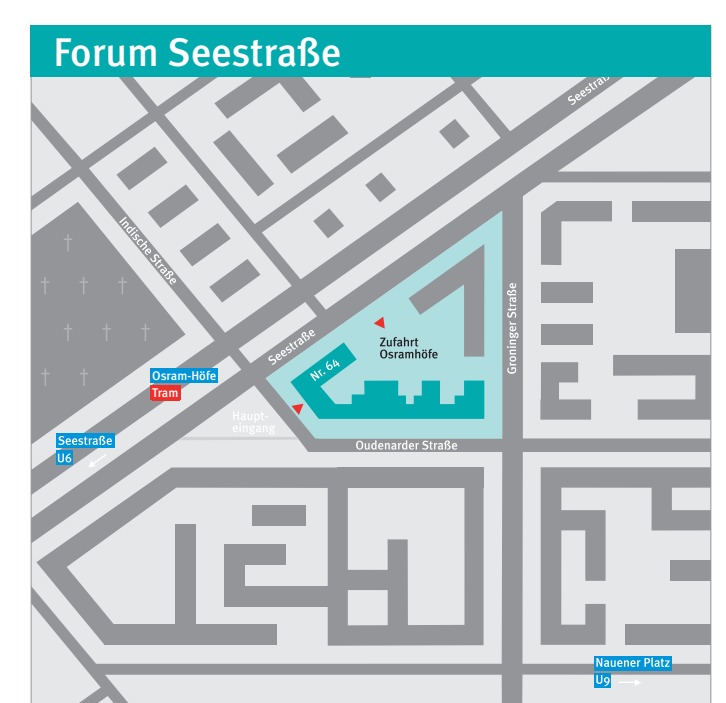 Forum Seestraße
Seestraße
Indische Straße
Groninger Straße
Seestraße
Zufahrt
Osramhöfe
Nr. 64
Osram-Höfe
Tram
Haupt-
eingang
Seestraße
U6
Oudenarder Straße
Nauener Platz
U9